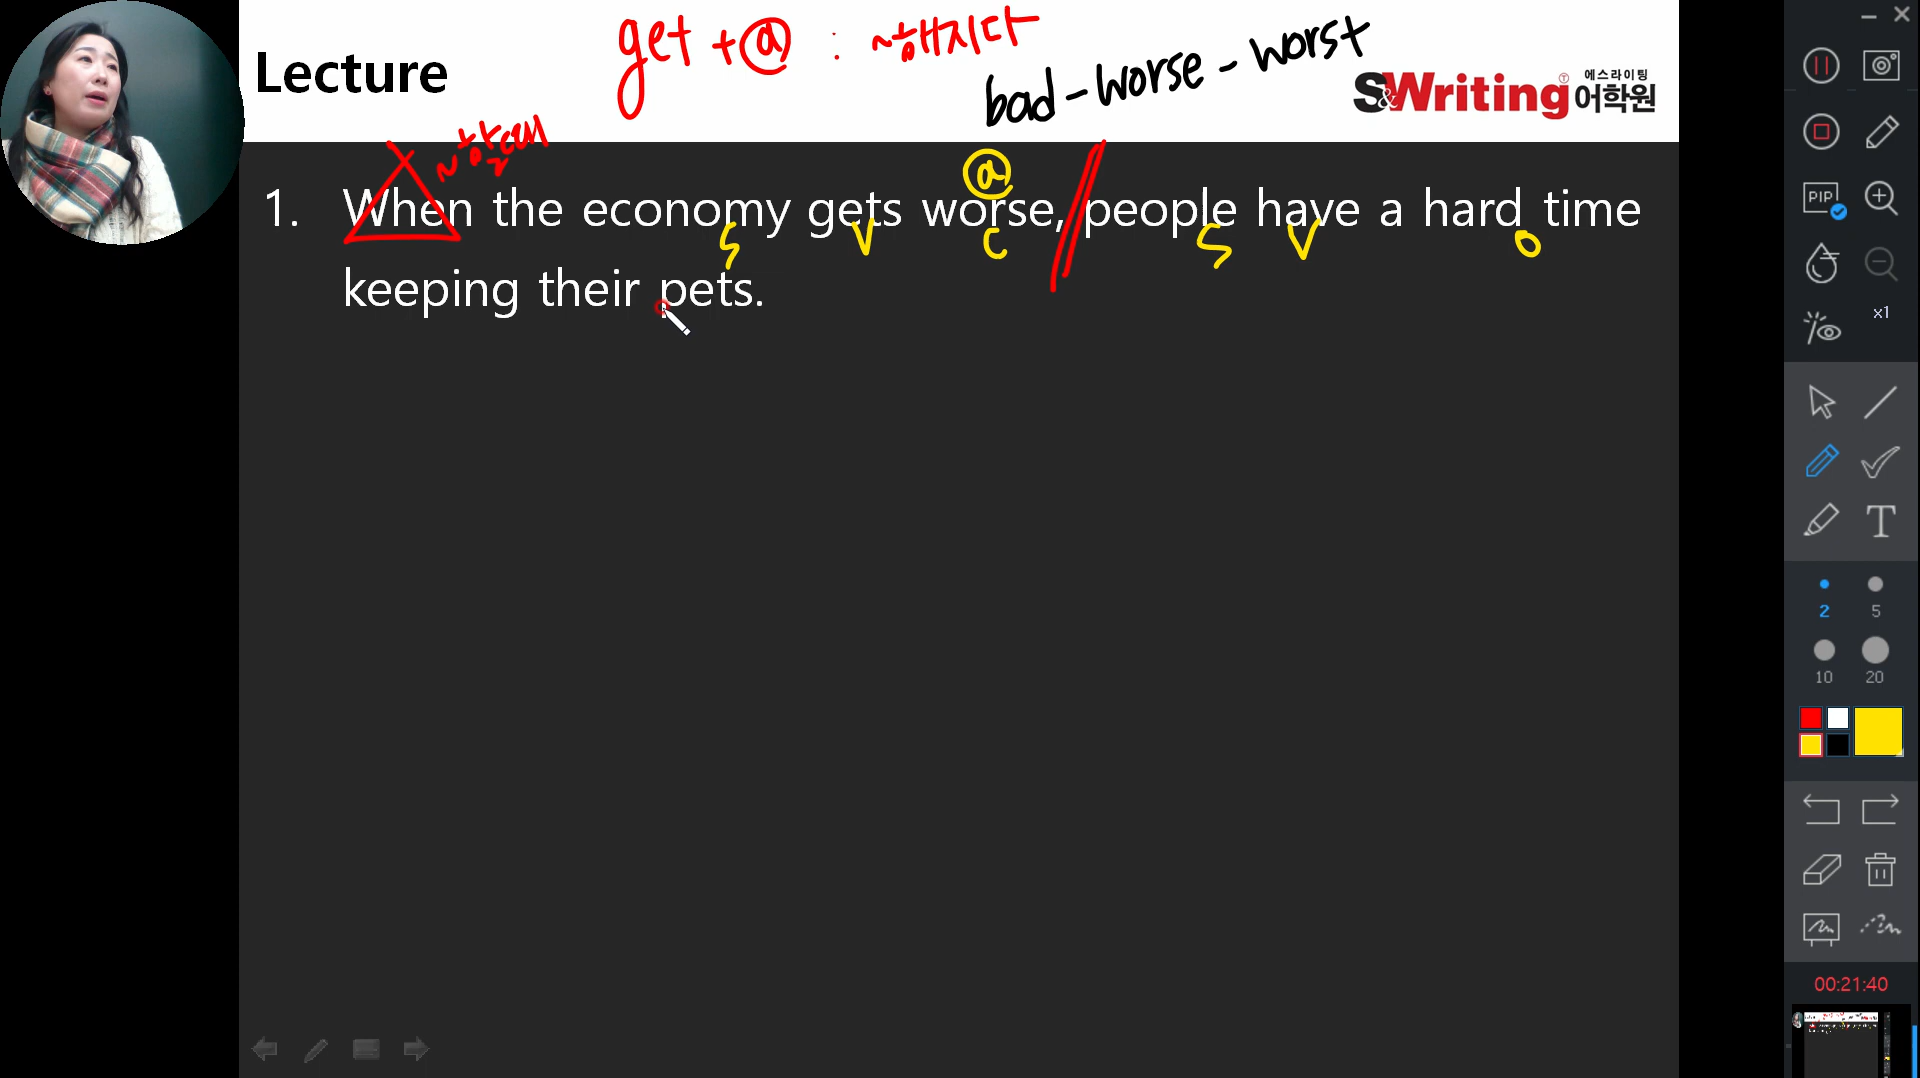 get + ⓐ : ~해지다
bad - worse - worst
Lecture
S&Writing
에스라이팅
어학원
~할 때
ⓐ
1. When the economy gets worse, people have a hard time
S V C S V O
keeping their pets.
PIP
x1
2 5
10 20
00:21:40